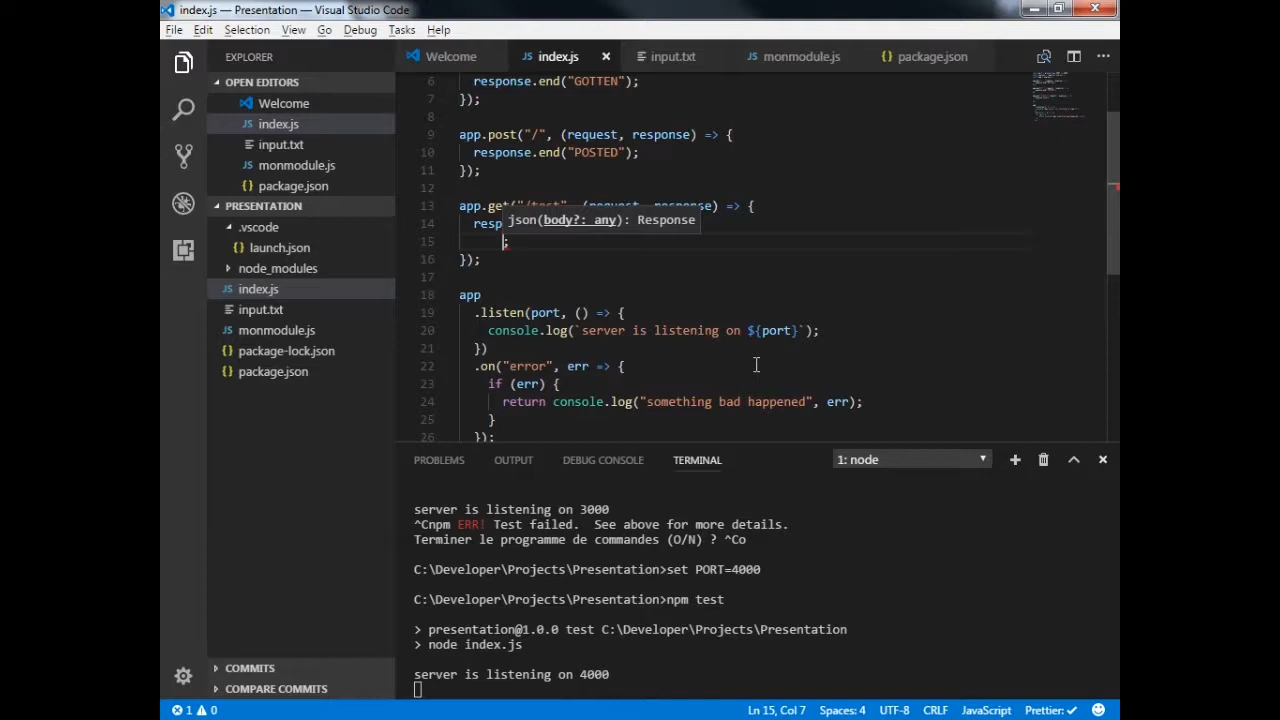 index.js — Presentation — Visual Studio Code
File Edit Selection View Go Debug Tasks Help
EXPLORER
OPEN EDITORS
Welcome
index.js
input.txt
monmodule.js
package.json
PRESENTATION
.vscode
launch.json
node_modules
index.js
input.txt
monmodule.js
package-lock.json
package.json
COMMITS
COMPARE COMMITS
Welcome index.js input.txt monmodule.js package.json
6 response.end("GOTTEN");
7 });
8
9 app.post("/", (request, response) => {
10 response.end("POSTED");
11 });
12
13 app.get("/test", (request, response) => {
json(body?: any): Response
14 resp
15 ;
16 });
17
18 app
19 .listen(port, () => {
20 console.log(`server is listening on ${port}`);
21 })
22 .on("error", err => {
23 if (err) {
24 return console.log("something bad happened", err);
25 }
26 });
PROBLEMS OUTPUT DEBUG CONSOLE TERMINAL 1: node
server is listening on 3000
^Cnpm ERR! Test failed.  See above for more details.
Terminer le programme de commandes (O/N) ? ^Co
C:\Developer\Projects\Presentation>set PORT=4000
C:\Developer\Projects\Presentation>npm test
> presentation@1.0.0 test C:\Developer\Projects\Presentation
> node index.js
server is listening on 4000
1 0 Ln 15, Col 7 Spaces: 4 UTF-8 CRLF JavaScript Prettier: ✓